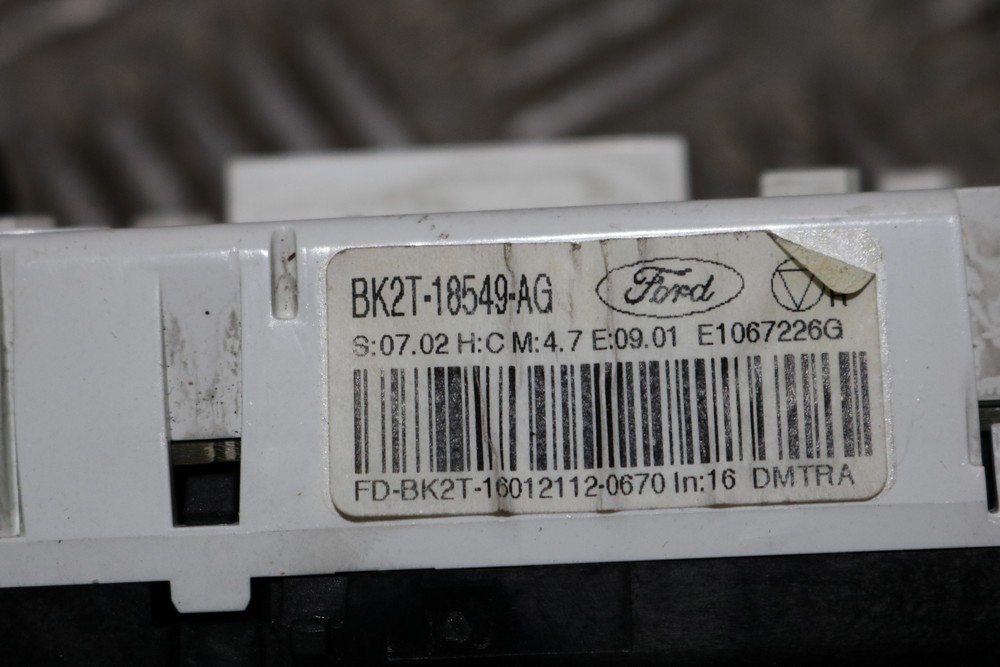 BK2T-18549-AG Ford
S:07.02 H:C M:4.7 E:09.01 E1067226G
FD-BK2T-16012112-0670 In:16 DMTRA